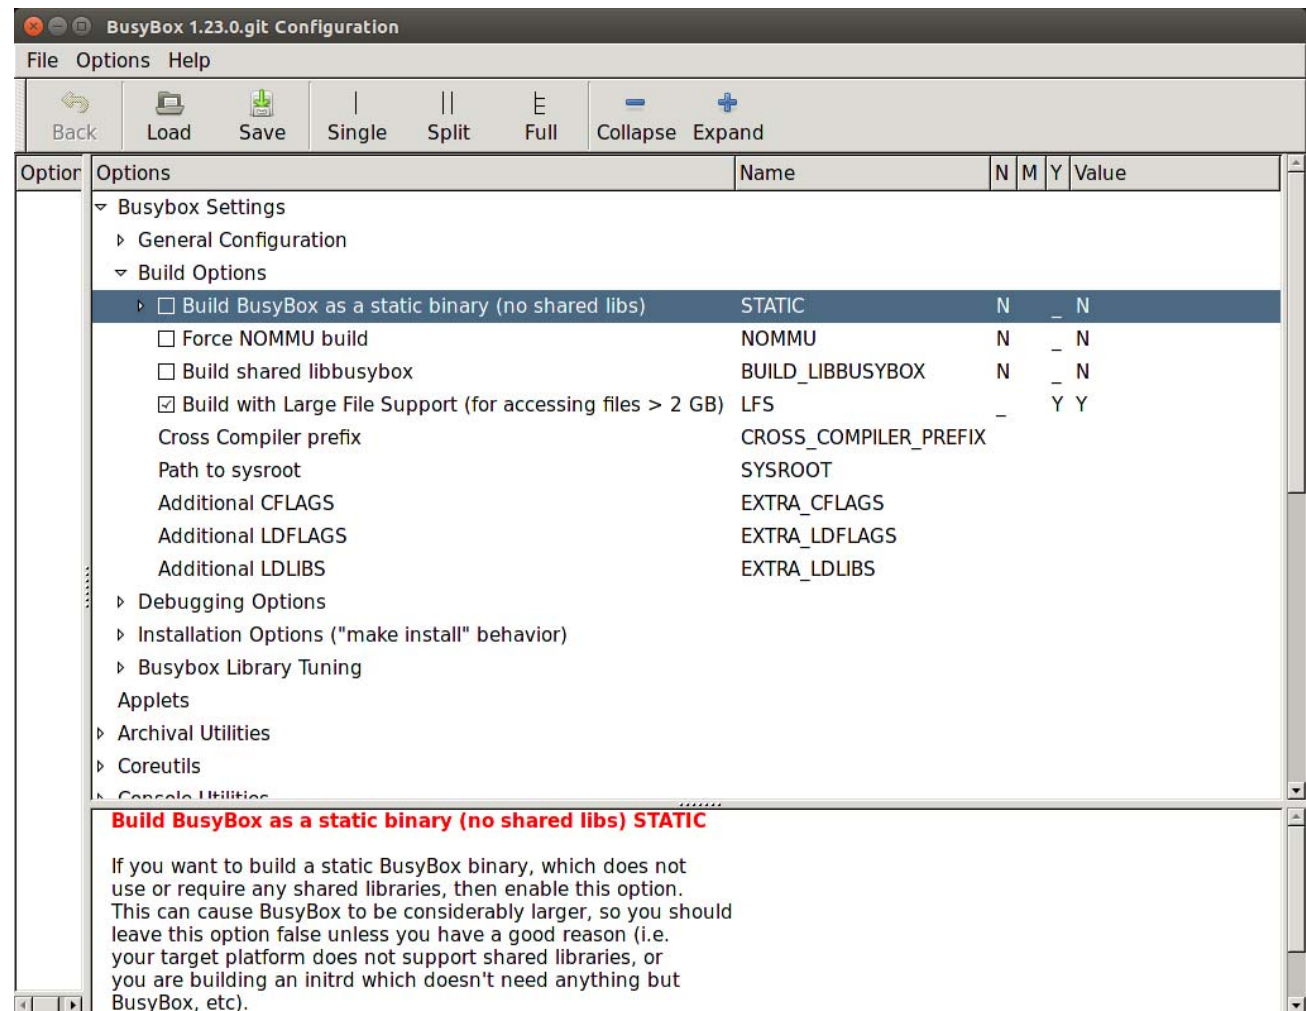 BusyBox 1.23.0.git Configuration
File Options Help
Back Load Save Single Split Full Collapse Expand
Option Options Name N M Y Value
Busybox Settings
General Configuration
Build Options
Build BusyBox as a static binary (no shared libs) STATIC N _ N
Force NOMMU build NOMMU N _ N
Build shared libbusybox BUILD_LIBBUSYBOX N _ N
Build with Large File Support (for accessing files > 2 GB) LFS _ Y Y
Cross Compiler prefix CROSS_COMPILER_PREFIX
Path to sysroot SYSROOT
Additional CFLAGS EXTRA_CFLAGS
Additional LDFLAGS EXTRA_LDFLAGS
Additional LDLIBS EXTRA_LDLIBS
Debugging Options
Installation Options ("make install" behavior)
Busybox Library Tuning
Applets
Archival Utilities
Coreutils
Console Utilities
Build BusyBox as a static binary (no shared libs) STATIC
If you want to build a static BusyBox binary, which does not
use or require any shared libraries, then enable this option.
This can cause BusyBox to be considerably larger, so you should
leave this option false unless you have a good reason (i.e.
your target platform does not support shared libraries, or
you are building an initrd which doesn't need anything but
BusyBox, etc).